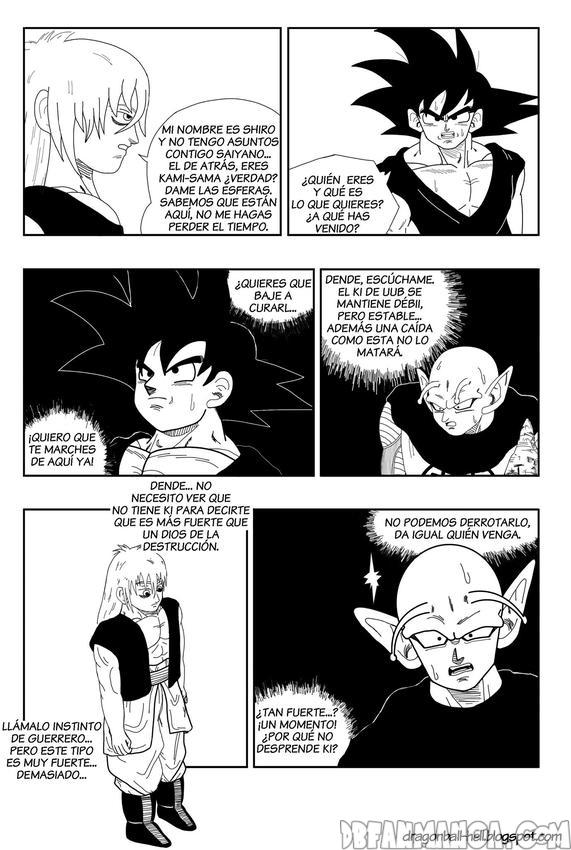 MI NOMBRE ES SHIRO
Y NO TENGO ASUNTOS
CONTIGO SAIYANO...
EL DE ATRÁS, ERES
KAMI-SAMA ¿VERDAD?
DAME LAS ESFERAS.
SABEMOS QUE ESTÁN
AQUÍ, NO ME HAGAS
PERDER EL TIEMPO.
¿QUIÉN ERES
Y QUÉ ES
LO QUE QUIERES?
¿A QUÉ HAS
VENIDO?
¿QUIERES QUE
BAJE A
CURARL...
¡QUIERO QUE
TE MARCHES
DE AQUÍ YA!
DENDE, ESCÚCHAME.
EL KI DE UUB SE
MANTIENE DÉBIL,
PERO ESTABLE...
ADEMÁS UNA CAÍDA
COMO ESTA NO LO
MATARÁ.
DENDE... NO
NECESITO VER QUE
NO TIENE KI PARA DECIRTE
QUE ES MÁS FUERTE QUE
UN DIOS DE LA
DESTRUCCIÓN.
LLÁMALO INSTINTO
DE GUERRERO...
PERO ESTE TIPO
ES MUY FUERTE...
DEMASIADO...
NO PODEMOS DERROTARLO,
DA IGUAL QUIÉN VENGA.
¿TAN FUERTE...?
¡UN MOMENTO!
¿POR QUÉ NO
DESPRENDE KI?
dragonball-nell.blogspot.com
DBFANMANGA.COM